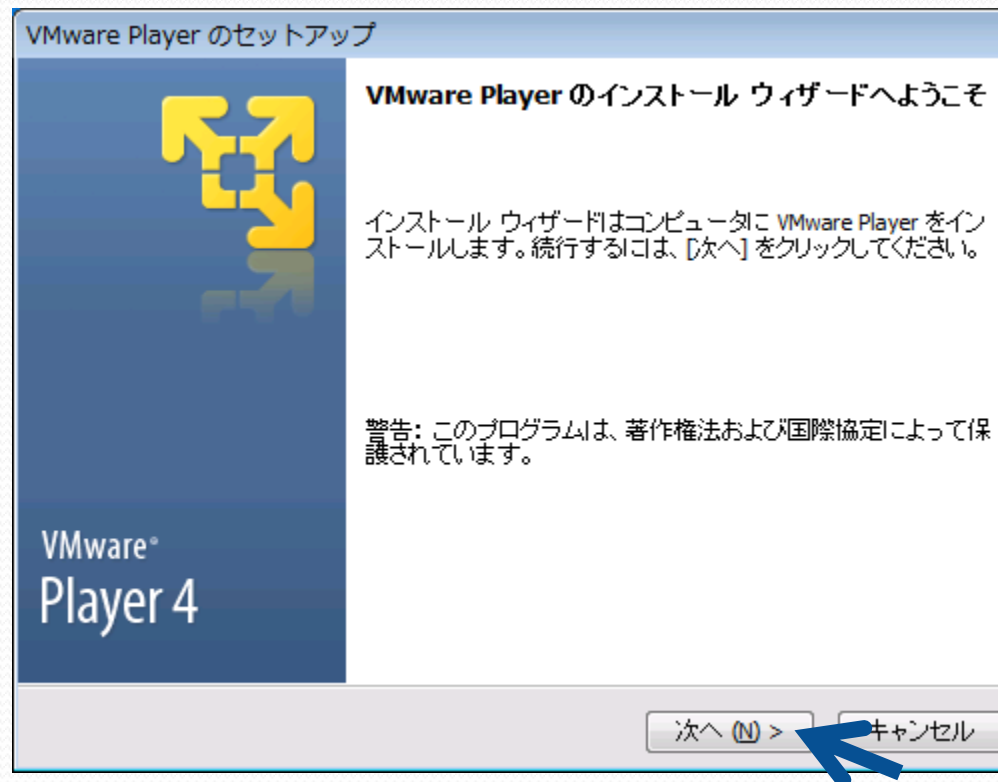 VMware Player のセットアップ
VMware Player のインストール ウィザードへようこそ
インストール ウィザードはコンピュータに VMware Player をイン
ストールします。続行するには、[次へ] をクリックしてください。
警告: このプログラムは、著作権法および国際協定によって保
護されています。
VMware®
Player 4
次へ (N) >
キャンセル